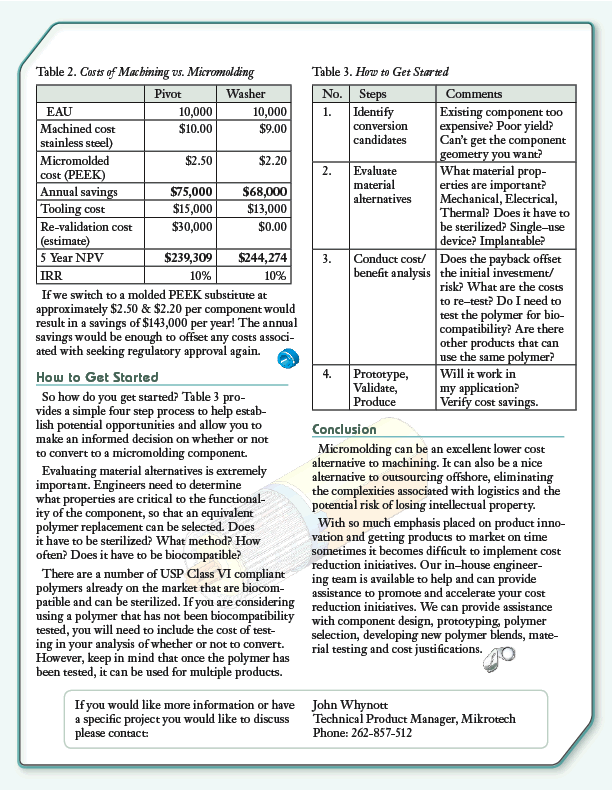 Table 2. Costs of Machining vs. Micromolding
Pivot Washer
EAU 10,000 10,000
Machined cost $10.00 $9.00
stainless steel)
Micromolded $2.50 $2.20
cost (PEEK)
Annual savings $75,000 $68,000
Tooling cost $15,000 $13,000
Re-validation cost $30,000 $0.00
(estimate)
5 Year NPV $239,309 $244,274
IRR 10% 10%
If we switch to a molded PEEK substitute at
approximately $2.50 & $2.20 per component would
result in a savings of $143,000 per year! The annual
savings would be enough to offset any costs associ-
ated with seeking regulatory approval again.
How to Get Started
So how do you get started? Table 3 pro-
vides a simple four step process to help estab-
lish potential opportunities and allow you to
make an informed decision on whether or not
to convert to a micromolding component.
Evaluating material alternatives is extremely
important. Engineers need to determine
what properties are critical to the functional-
ity of the component, so that an equivalent
polymer replacement can be selected. Does
it have to be sterilized? What method? How
often? Does it have to be biocompatible?
There are a number of USP Class VI compliant
polymers already on the market that are biocom-
patible and can be sterilized. If you are considering
using a polymer that has not been biocompatibility
tested, you will need to include the cost of test-
ing in your analysis of whether or not to convert.
However, keep in mind that once the polymer has
been tested, it can be used for multiple products.
Table 3. How to Get Started
No. Steps Comments
1. Identify Existing component too
conversion expensive? Poor yield?
candidates Can't get the component
geometry you want?
2. Evaluate What material prop-
material erties are important?
alternatives Mechanical, Electrical,
Thermal? Does it have to
be sterilized? Single–use
device? Implantable?
3. Conduct cost/ Does the payback offset
benefit analysis the initial investment/
risk? What are the costs
to re–test? Do I need to
test the polymer for bio-
compatibility? Are there
other products that can
use the same polymer?
4. Prototype, Will it work in
Validate, my application?
Produce Verify cost savings.
Conclusion
Micromolding can be an excellent lower cost
alternative to machining. It can also be a nice
alternative to outsourcing offshore, eliminating
the complexities associated with logistics and the
potential risk of losing intellectual property.
With so much emphasis placed on product inno-
vation and getting products to market on time
sometimes it becomes difficult to implement cost
reduction initiatives. Our in–house engineer-
ing team is available to help and can provide
assistance to promote and accelerate your cost
reduction initiatives. We can provide assistance
with component design, prototyping, polymer
selection, developing new polymer blends, mate-
rial testing and cost justifications.
If you would like more information or have
a specific project you would like to discuss
please contact:
John Whynott
Technical Product Manager, Mikrotech
Phone: 262-857-512